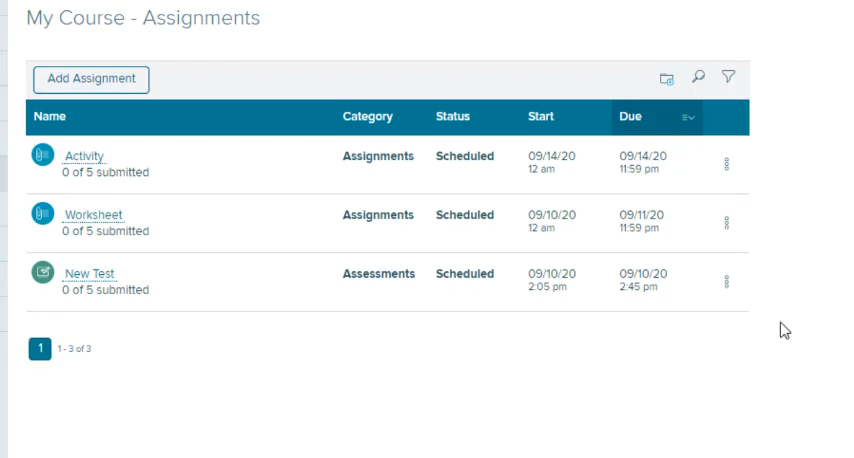 My Course - Assignments
Add Assignment
Name Category Status Start Due
Activity Assignments Scheduled 09/14/20 09/14/20
0 of 5 submitted 12 am 11:59 pm
Worksheet Assignments Scheduled 09/10/20 09/11/20
0 of 5 submitted 12 am 11:59 pm
New Test Assessments Scheduled 09/10/20 09/10/20
0 of 5 submitted 2:05 pm 2:45 pm
1 1 - 3 of 3